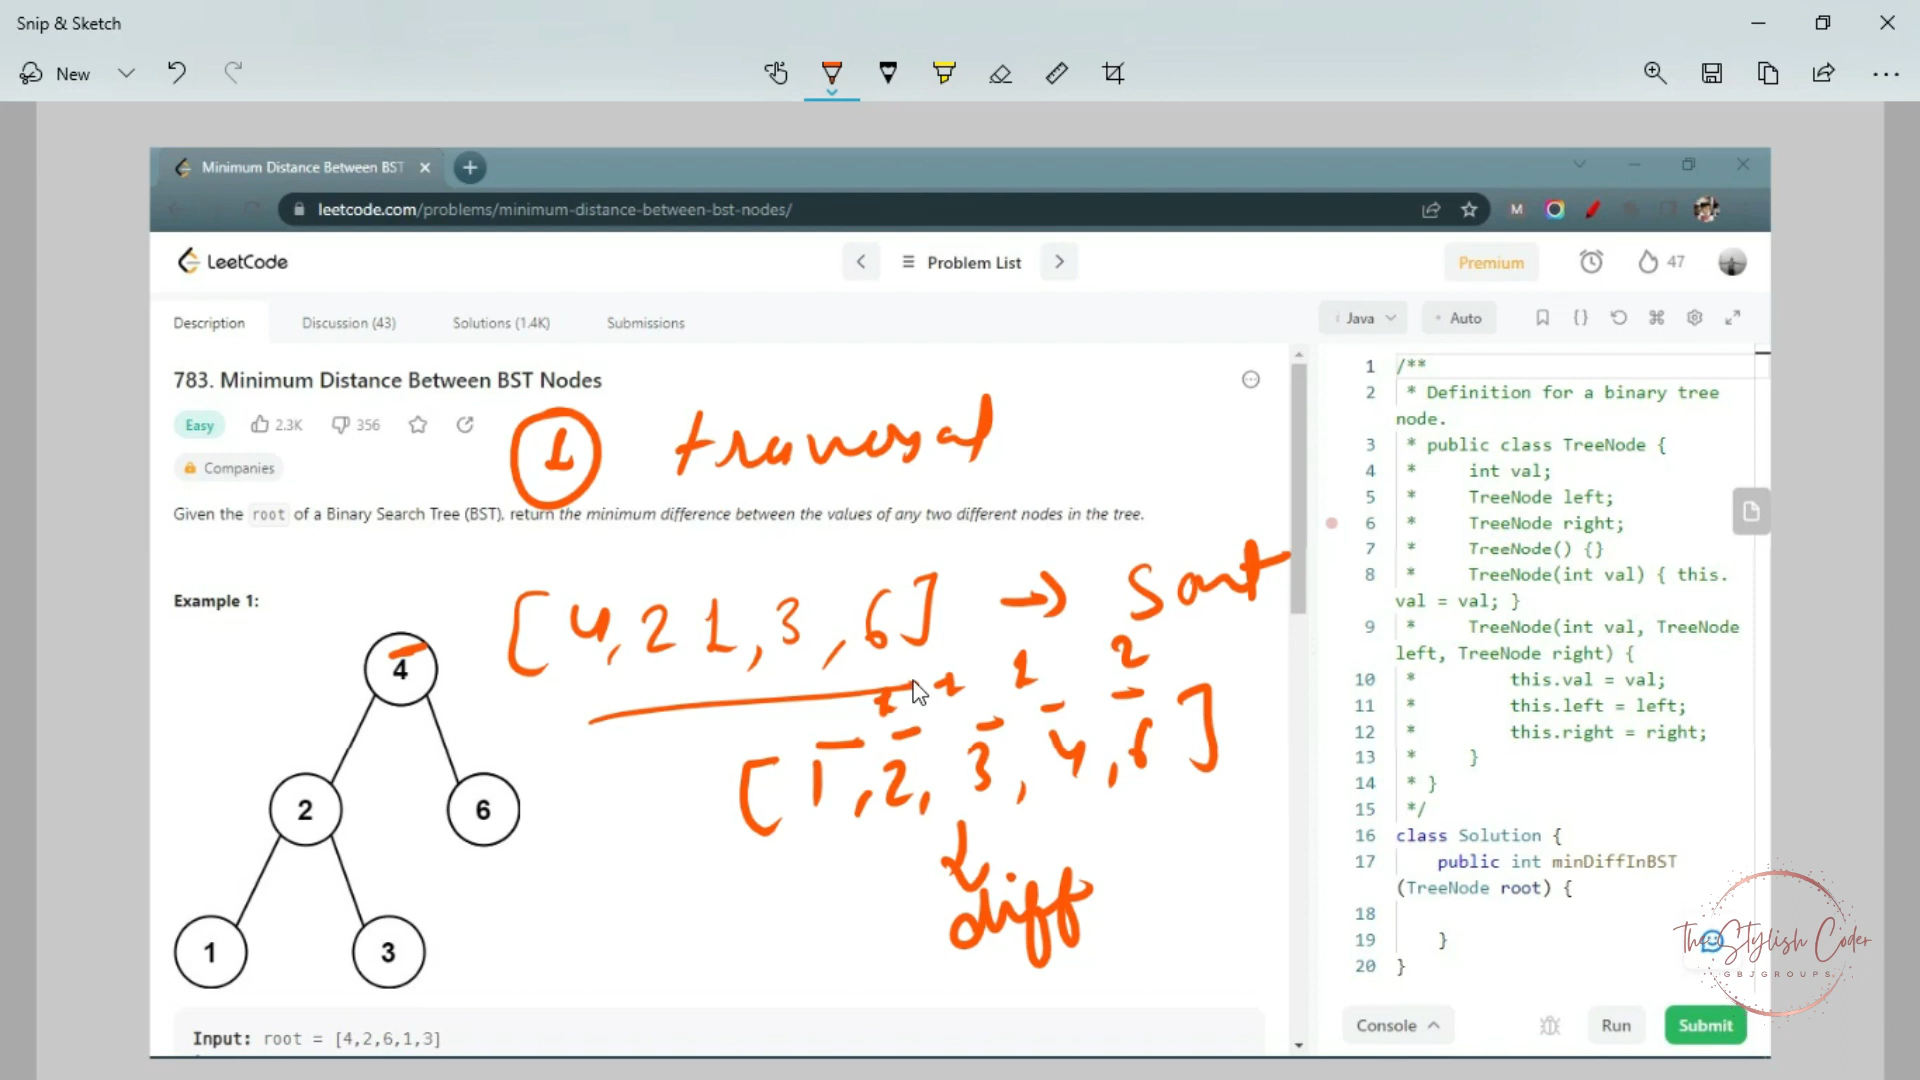 Snip & Sketch
New
Minimum Distance Between BST
leetcode.com/problems/minimum-distance-between-bst-nodes/
M
LeetCode
Problem List
Premium
47
Description
Discussion (43)
Solutions (1.4K)
Submissions
i Java
Auto
783. Minimum Distance Between BST Nodes
Easy
2.3K
356
Companies
1 traversal
Given the root of a Binary Search Tree (BST), return the minimum difference between the values of any two different nodes in the tree.
Example 1:
[4,2 1,3,6] → Sort
2
[1,2,3,4,6]
diff
4
2
6
1
3
Input: root = [4,2,6,1,3]
1 /**
2 * Definition for a binary tree
node.
3 * public class TreeNode {
4 * int val;
5 * TreeNode left;
6 * TreeNode right;
7 * TreeNode() {}
8 * TreeNode(int val) { this.
val = val; }
9 * TreeNode(int val, TreeNode
left, TreeNode right) {
10 * this.val = val;
11 * this.left = left;
12 * this.right = right;
13 * }
14 * }
15 */
16 class Solution {
17 public int minDiffInBST
(TreeNode root) {
18
19 }
20 }
Console
Run
Submit
The Stylish Coder
GBJGROUPS